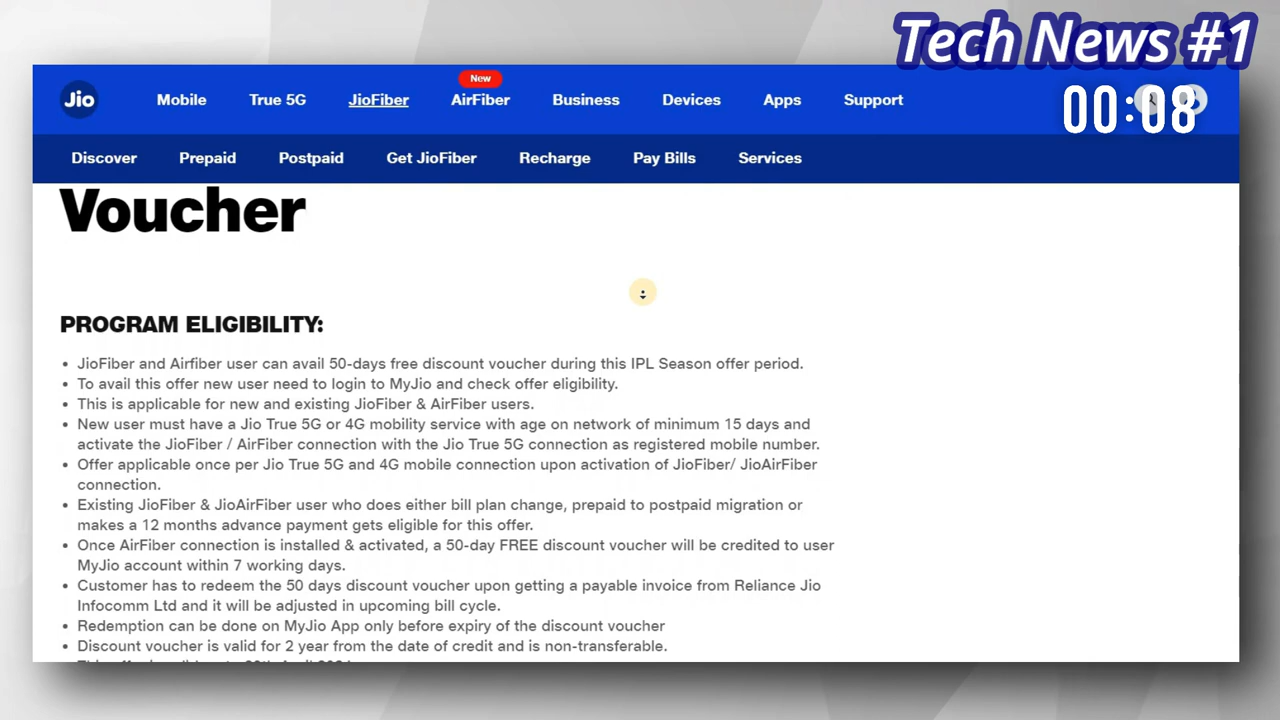 Tech News #1
New
Jio Mobile True 5G JioFiber AirFiber Business Devices Apps Support
00:08
Discover Prepaid Postpaid Get JioFiber Recharge Pay Bills Services
Voucher
PROGRAM ELIGIBILITY:
• JioFiber and Airfiber user can avail 50-days free discount voucher during this IPL Season offer period.
• To avail this offer new user need to login to MyJio and check offer eligibility.
• This is applicable for new and existing JioFiber & AirFiber users.
• New user must have a Jio True 5G or 4G mobility service with age on network of minimum 15 days and
activate the JioFiber / AirFiber connection with the Jio True 5G connection as registered mobile number.
• Offer applicable once per Jio True 5G and 4G mobile connection upon activation of JioFiber/ JioAirFiber
connection.
• Existing JioFiber & JioAirFiber user who does either bill plan change, prepaid to postpaid migration or
makes a 12 months advance payment gets eligible for this offer.
• Once AirFiber connection is installed & activated, a 50-day FREE discount voucher will be credited to user
MyJio account within 7 working days.
• Customer has to redeem the 50 days discount voucher upon getting a payable invoice from Reliance Jio
Infocomm Ltd and it will be adjusted in upcoming bill cycle.
• Redemption can be done on MyJio App only before expiry of the discount voucher
• Discount voucher is valid for 2 year from the date of credit and is non-transferable.